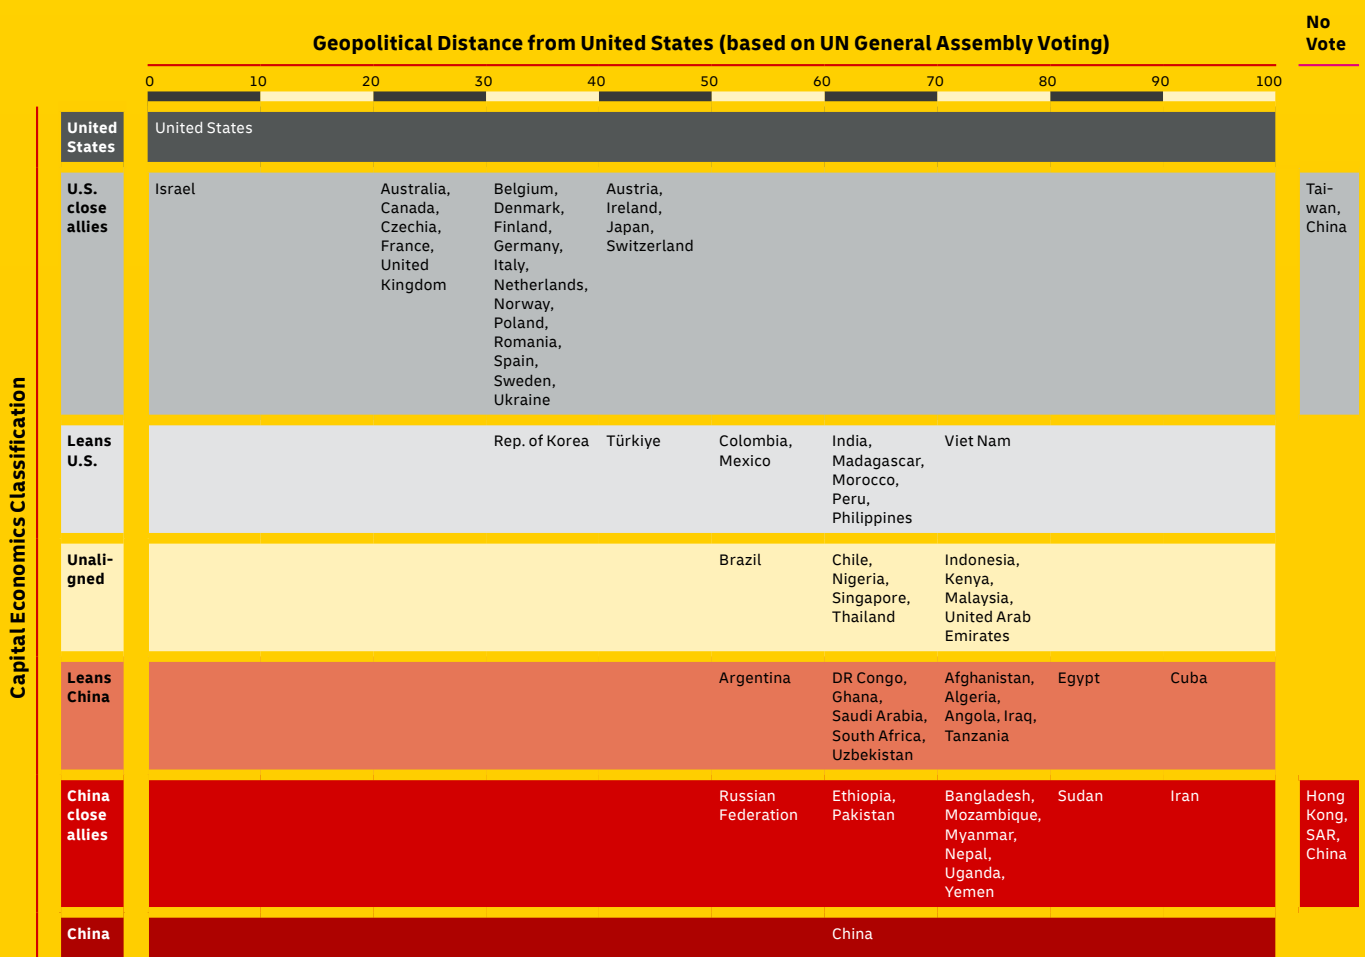 No
Vote
Geopolitical Distance from United States (based on UN General Assembly Voting)
0 10 20 30 40 50 60 70 80 90 100
Capital Economics Classification
United
States
United States
U.S.
close
allies
Israel
Australia,
Canada,
Czechia,
France,
United
Kingdom
Belgium,
Denmark,
Finland,
Germany,
Italy,
Netherlands,
Norway,
Poland,
Romania,
Spain,
Sweden,
Ukraine
Austria,
Ireland,
Japan,
Switzerland
Tai-
wan,
China
Leans
U.S.
Rep. of Korea
Türkiye
Colombia,
Mexico
India,
Madagascar,
Morocco,
Peru,
Philippines
Viet Nam
Unali-
gned
Brazil
Chile,
Nigeria,
Singapore,
Thailand
Indonesia,
Kenya,
Malaysia,
United Arab
Emirates
Leans
China
Argentina
DR Congo,
Ghana,
Saudi Arabia,
South Africa,
Uzbekistan
Afghanistan,
Algeria,
Angola, Iraq,
Tanzania
Egypt
Cuba
China
close
allies
Russian
Federation
Ethiopia,
Pakistan
Bangladesh,
Mozambique,
Myanmar,
Nepal,
Uganda,
Yemen
Sudan
Iran
Hong
Kong,
SAR,
China
China
China